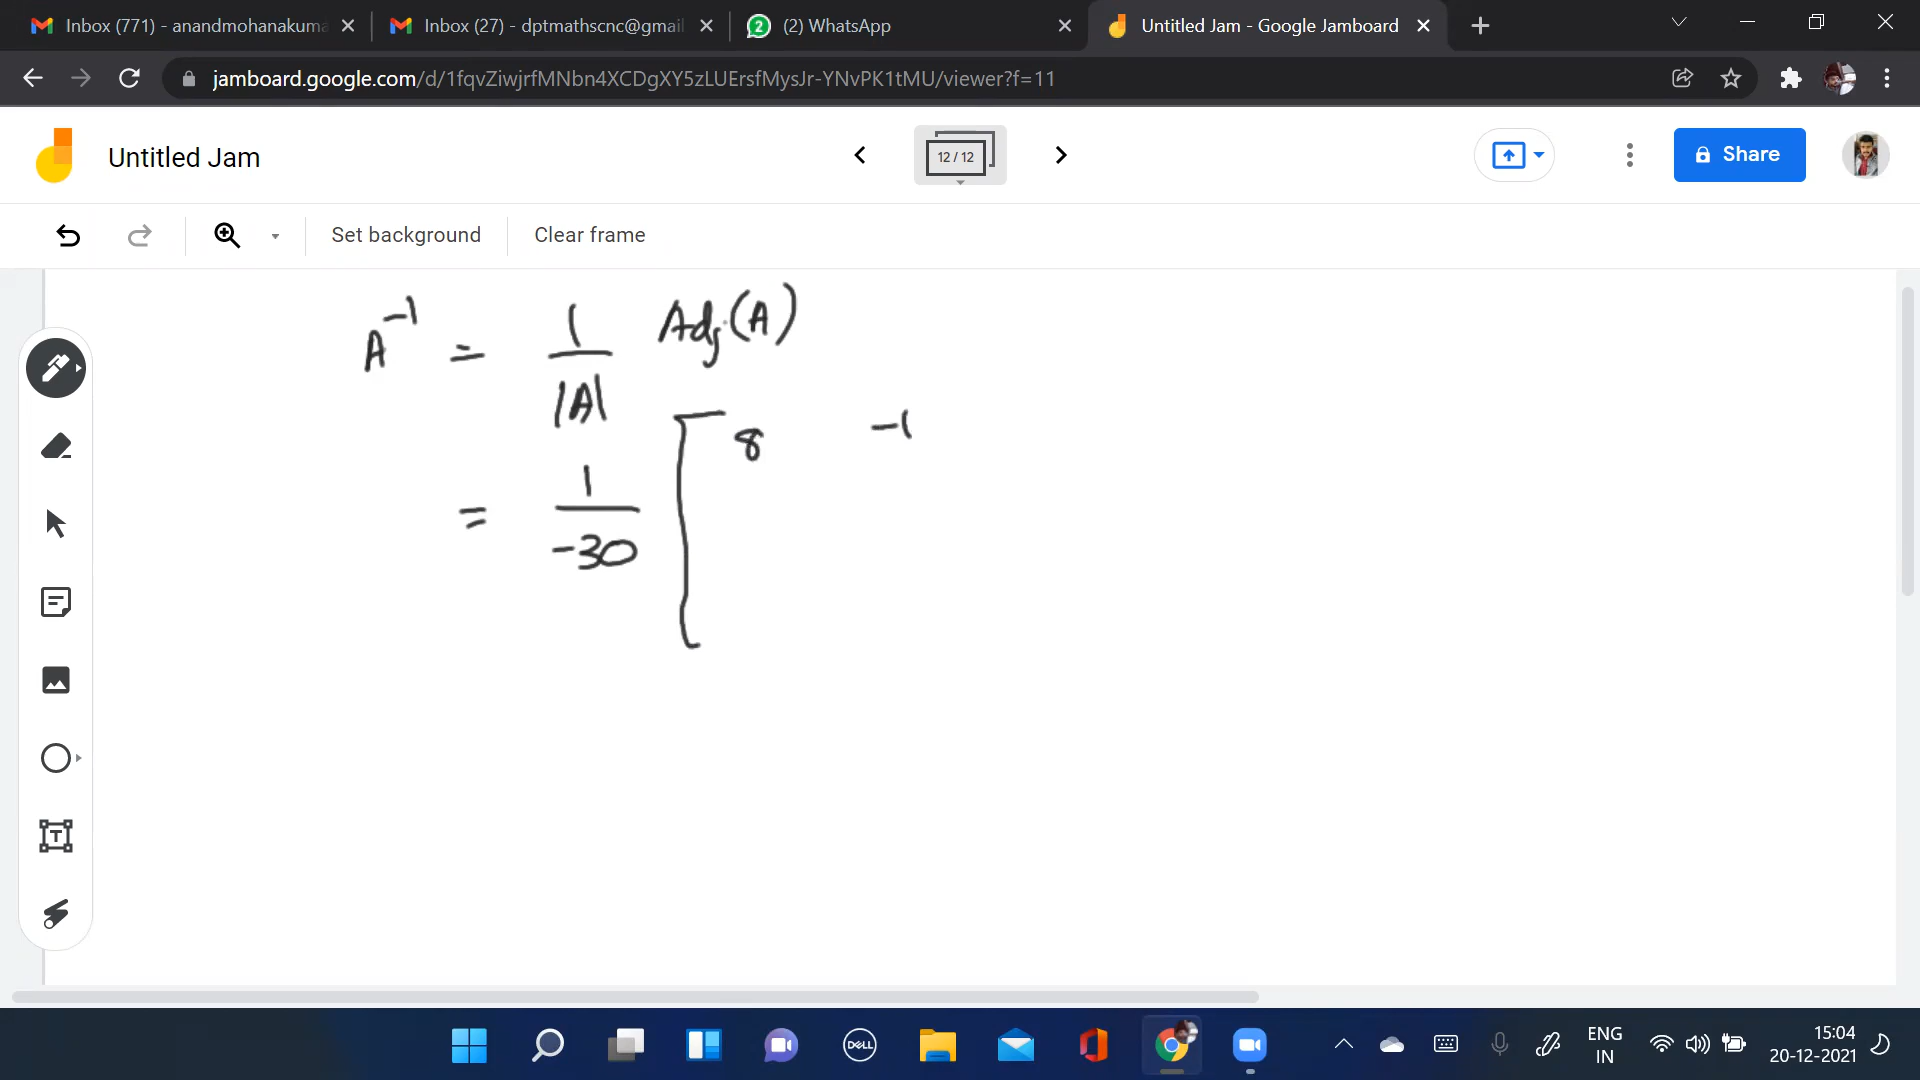 Inbox (771) - anandmohanakuma
Inbox (27) - dptmathscnc@gmail
2 (2) WhatsApp
Untitled Jam - Google Jamboard
jamboard.google.com/d/1fqvZiwjrfMNbn4XCDgXY5zLUErsfMysJr-YNvPK1tMU/viewer?f=11
Untitled Jam
12 / 12
Share
Set background
Clear frame
A⁻¹ = 1/|A| Adj(A)
= 1/-30 [ 8 -1
T
DELL
ENG
IN
15:04
20-12-2021